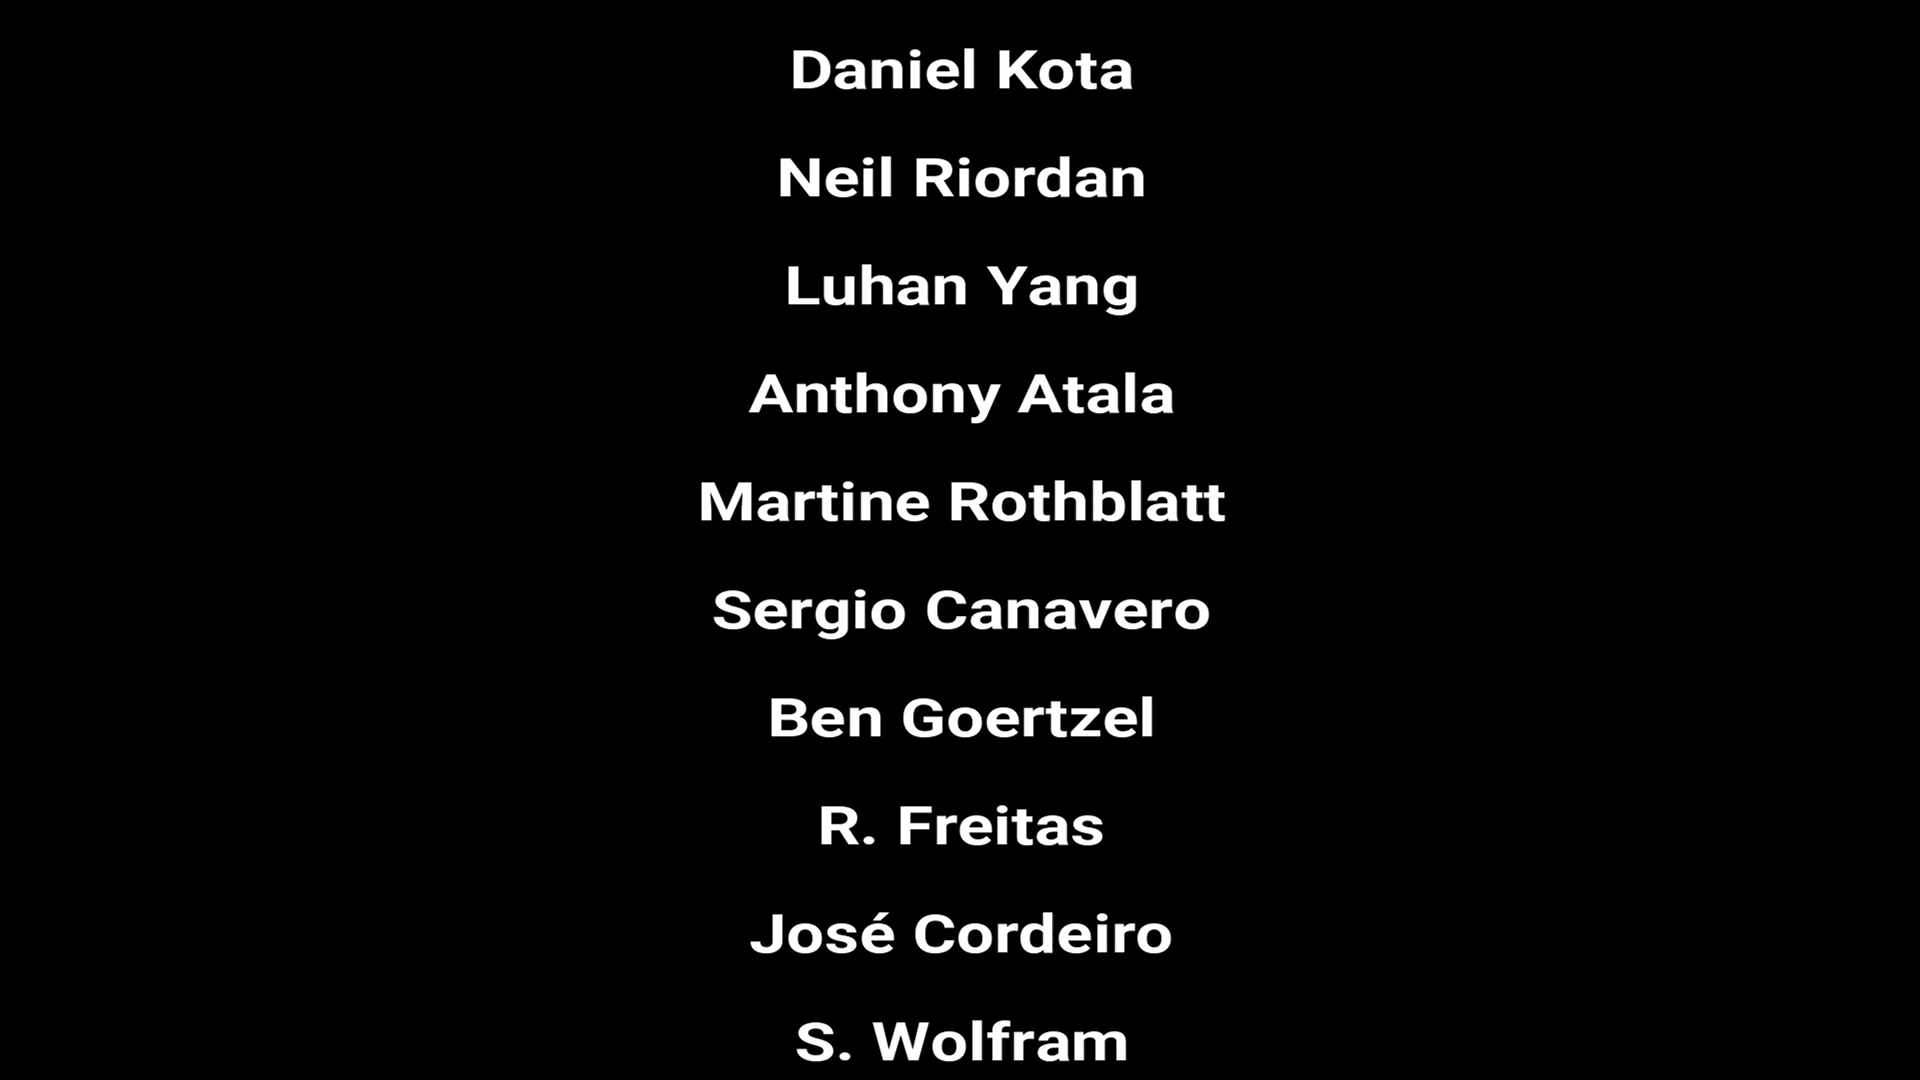 Daniel Kota
Neil Riordan
Luhan Yang
Anthony Atala
Martine Rothblatt
Sergio Canavero
Ben Goertzel
R. Freitas
José Cordeiro
S. Wolfram